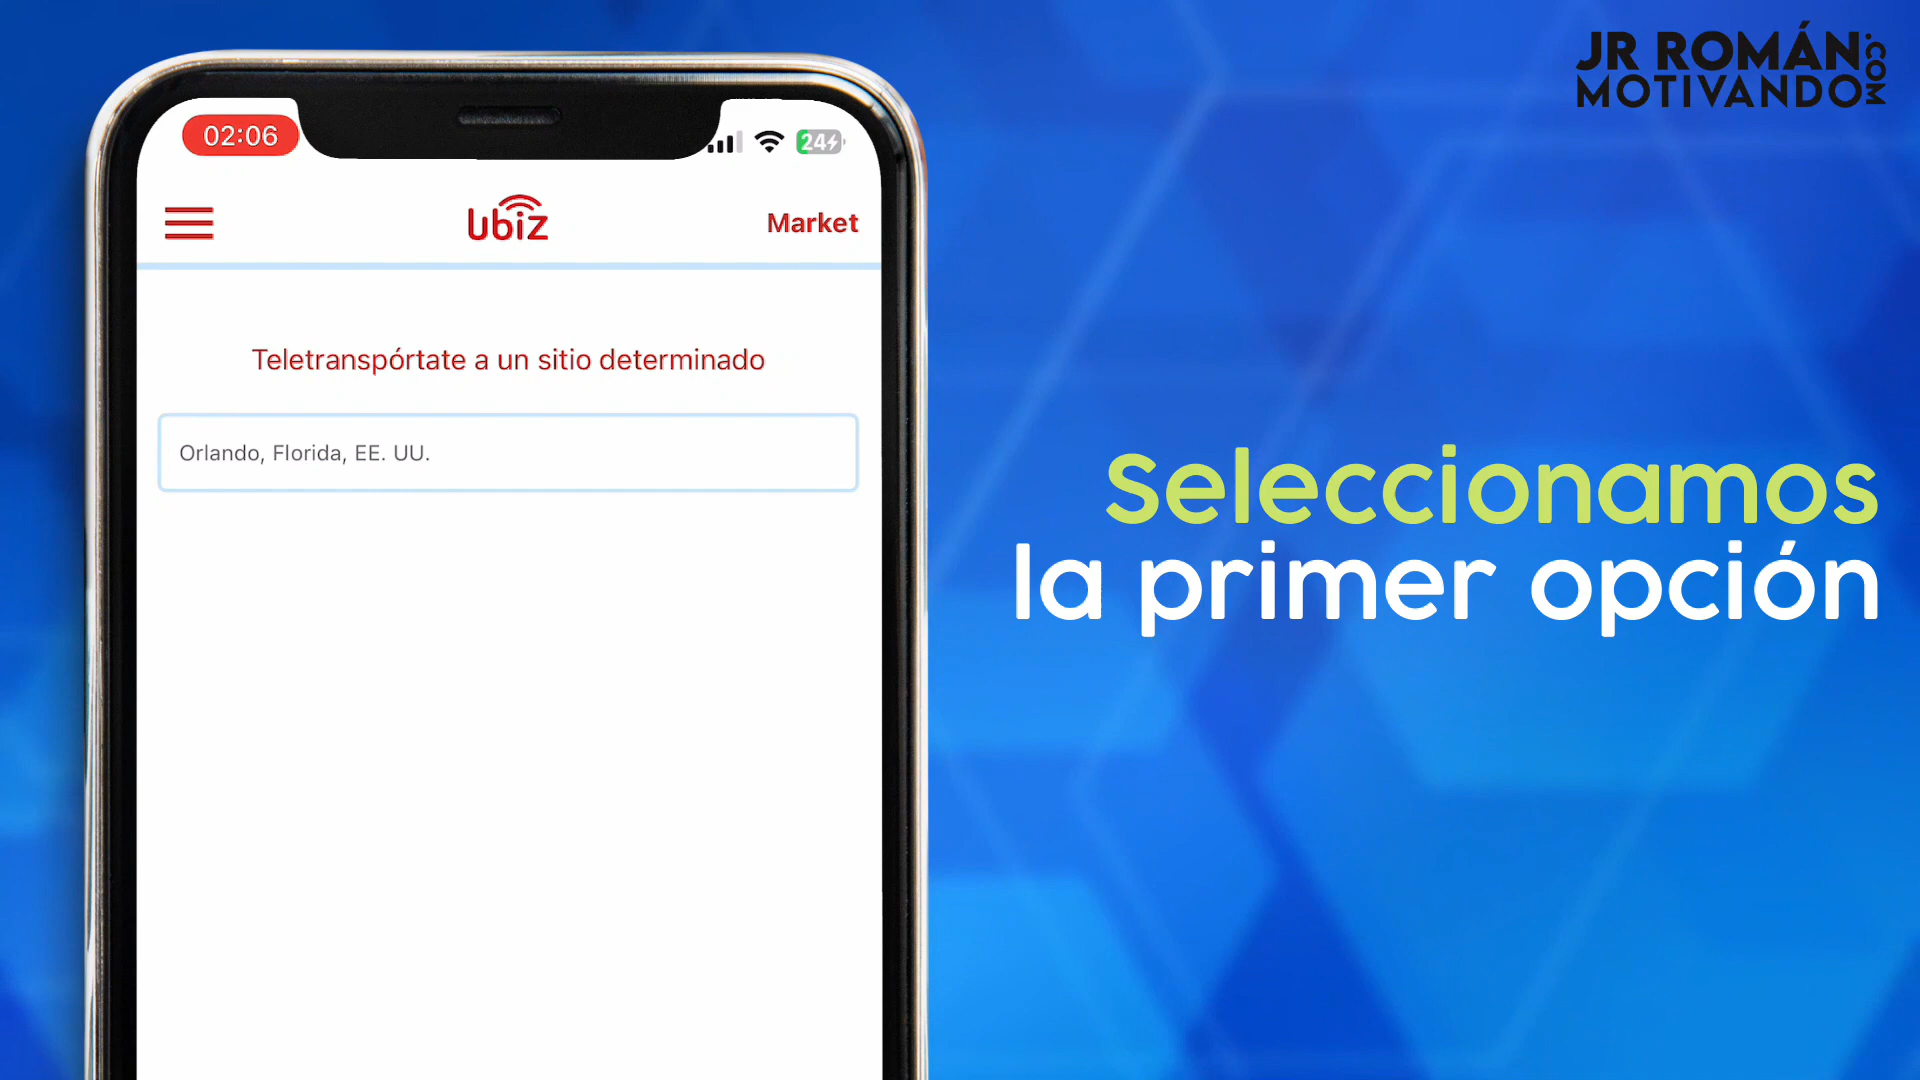 JR ROMÁN
MOTIVANDO
.COM
02:06
24
Ubiz
Market
Teletranspórtate a un sitio determinado
Orlando, Florida, EE. UU.
Seleccionamos
la primer opción